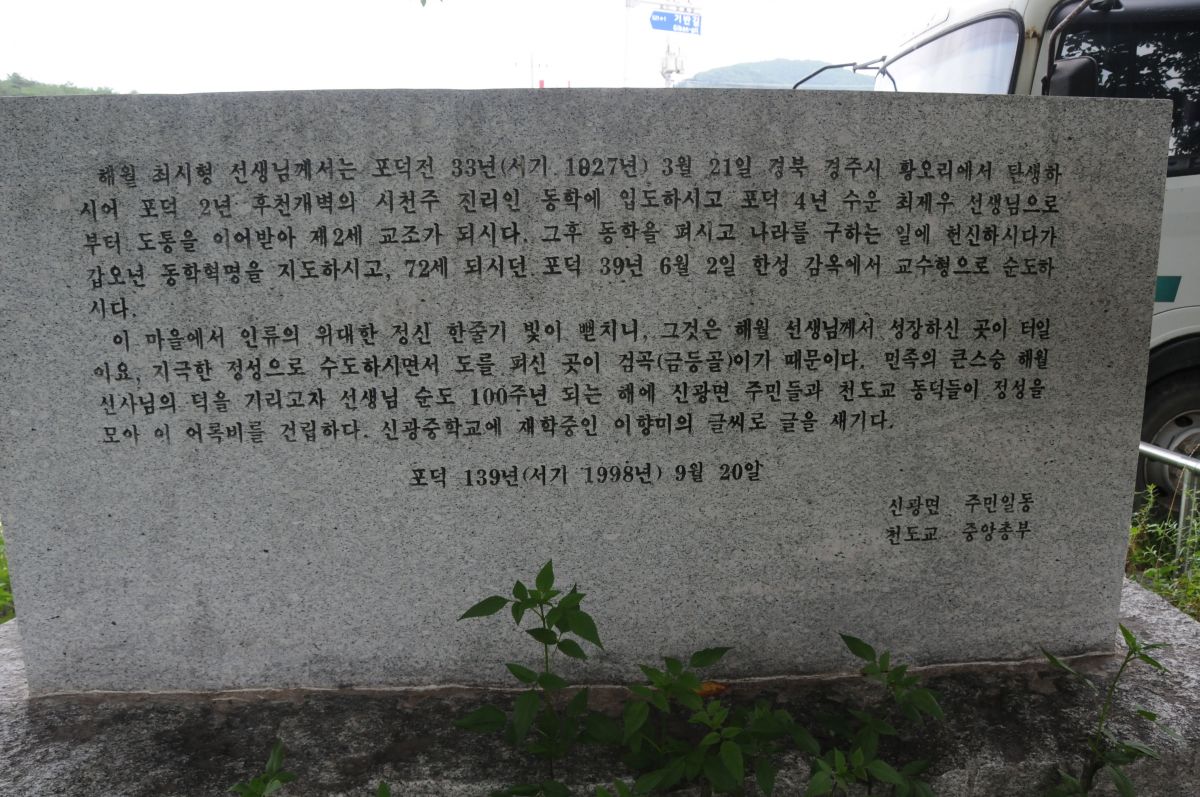 기반길
해월 최시형 선생님께서는 포덕전 33년(서기 1827년) 3월 21일 경북 경주시 황오리에서 탄생하
시어 포덕 2년 후천개벽의 시천주 진리인 동학에 입도하시고 포덕 4년 수운 최제우 선생님으로
부터 도통을 이어받아 제2세 교조가 되시다. 그후 동학을 펴시고 나라를 구하는 일에 헌신하시다가
갑오년 동학혁명을 지도하시고, 72세 되시던 포덕 39년 6월 2일 한성 감옥에서 교수형으로 순도하
시다.
이 마을에서 인류의 위대한 정신 한줄기 빛이 뻗치니, 그것은 해월 선생님께서 성장하신 곳이 터일
이요, 지극한 정성으로 수도하시면서 도를 펴신 곳이 검곡(금등골)이기 때문이다. 민족의 큰스승 해월
선사님의 덕을 기리고자 선생님 순도 100주년 되는 해에 신광면 주민들과 천도교 동덕들이 정성을
모아 이 어록비를 건립하다. 신광중학교에 재학중인 이향미의 글씨로 글을 새기다.
포덕 139년(서기 1998년) 9월 20일
신광면 주민일동
천도교 중앙총부